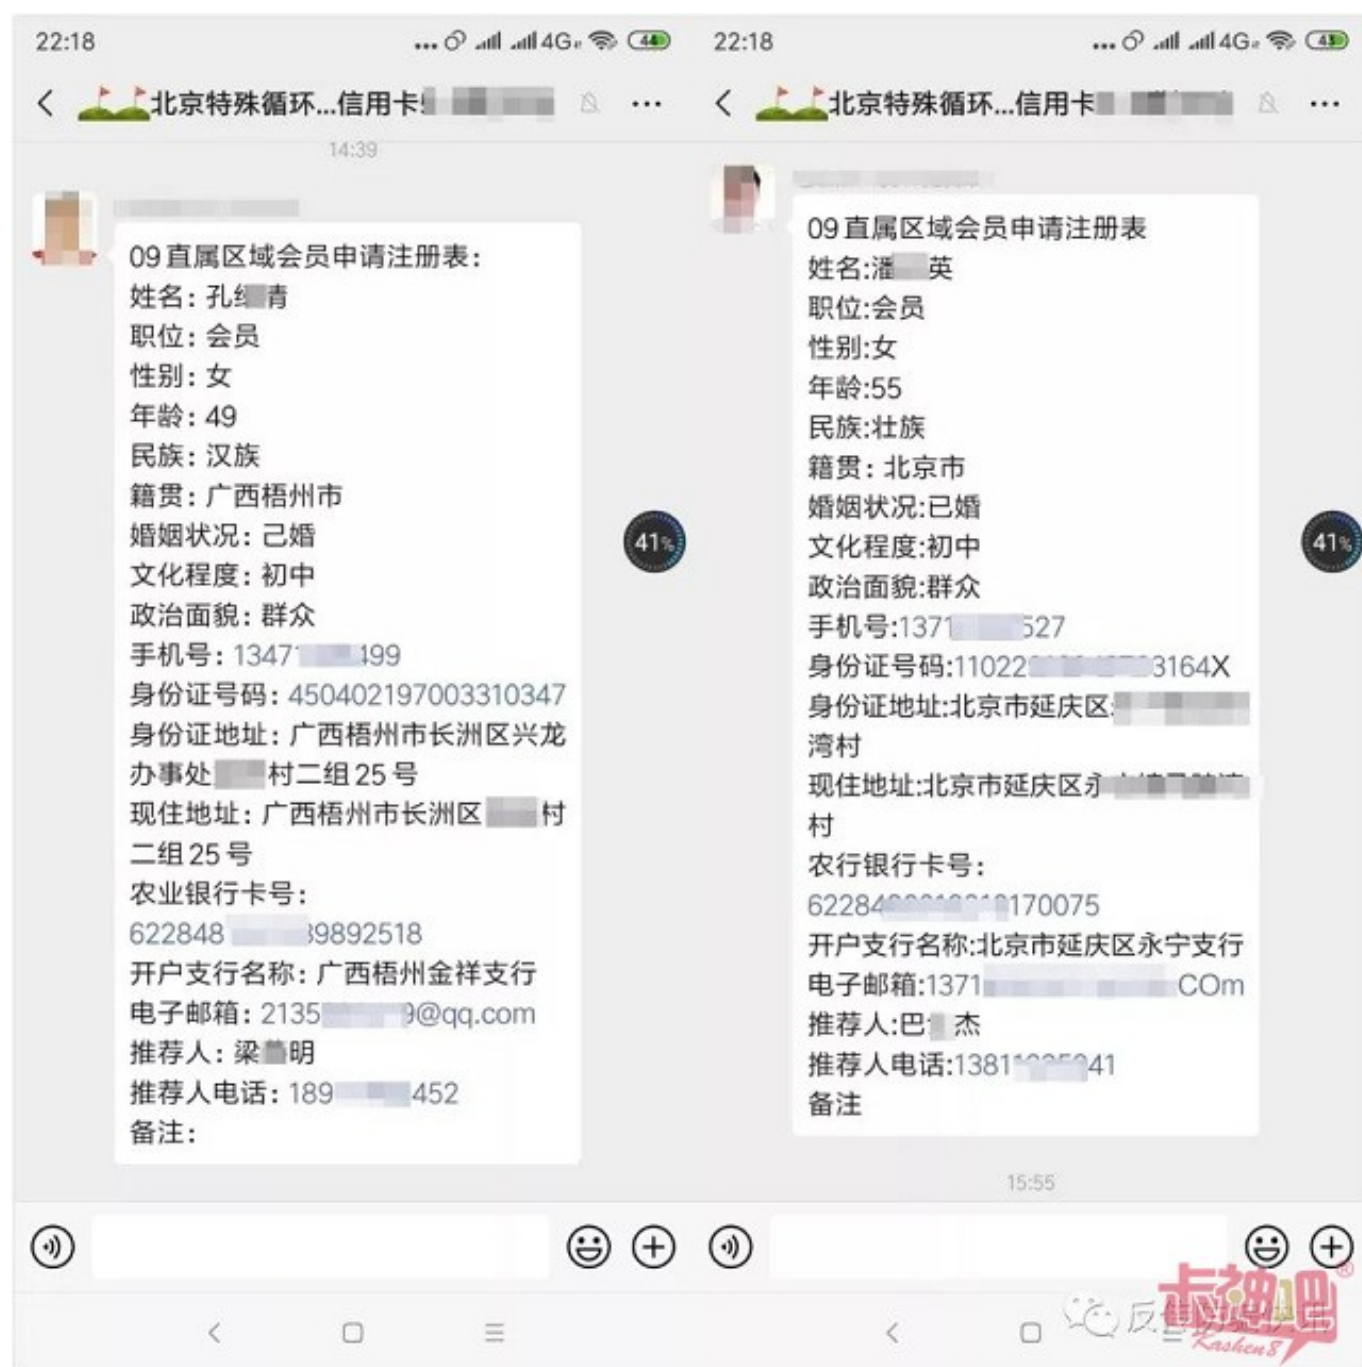 22:18
4G
44
北京特殊循环...信用卡
14:39
09直属区域会员申请注册表：
姓名：孔 青
职位：会员
性别：女
年龄：49
民族：汉族
籍贯：广西梧州市
婚姻状况：己婚
文化程度：初中
政治面貌：群众
手机号：1347 499
身份证号码：450402197003310347
身份证地址：广西梧州市长洲区兴龙
办事处 村二组25号
现住地址：广西梧州市长洲区 村
二组25号
农业银行卡号：
622848 39892518
开户支行名称：广西梧州金祥支行
电子邮箱：2135 9@qq.com
推荐人：梁 明
推荐人电话：189 452
备注：
41%
22:18
4G
43
北京特殊循环...信用卡
09直属区域会员申请注册表
姓名:潘 英
职位:会员
性别:女
年龄:55
民族:壮族
籍贯：北京市
婚姻状况:已婚
文化程度:初中
政治面貌:群众
手机号:1371 527
身份证号码:11022 3164X
身份证地址:北京市延庆区
湾村
现住地址:北京市延庆区永
村
农行银行卡号：
62284 170075
开户支行名称:北京市延庆区永宁支行
电子邮箱:1371 COm
推荐人:巴 杰
推荐人电话:1381 41
备注
41%
15:55
卡神吧®
Kashen8